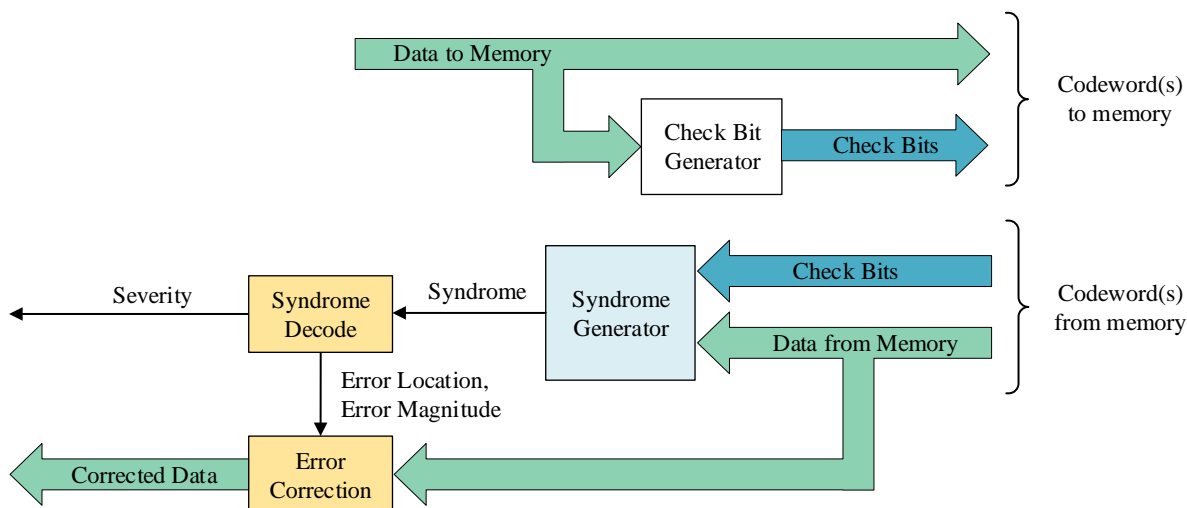 Data to Memory
Check Bit
Generator
Check Bits
Codeword(s)
to memory
Severity
Syndrome
Decode
Syndrome
Syndrome
Generator
Check Bits
Data from Memory
Codeword(s)
from memory
Error Location,
Error Magnitude
Corrected Data
Error
Correction